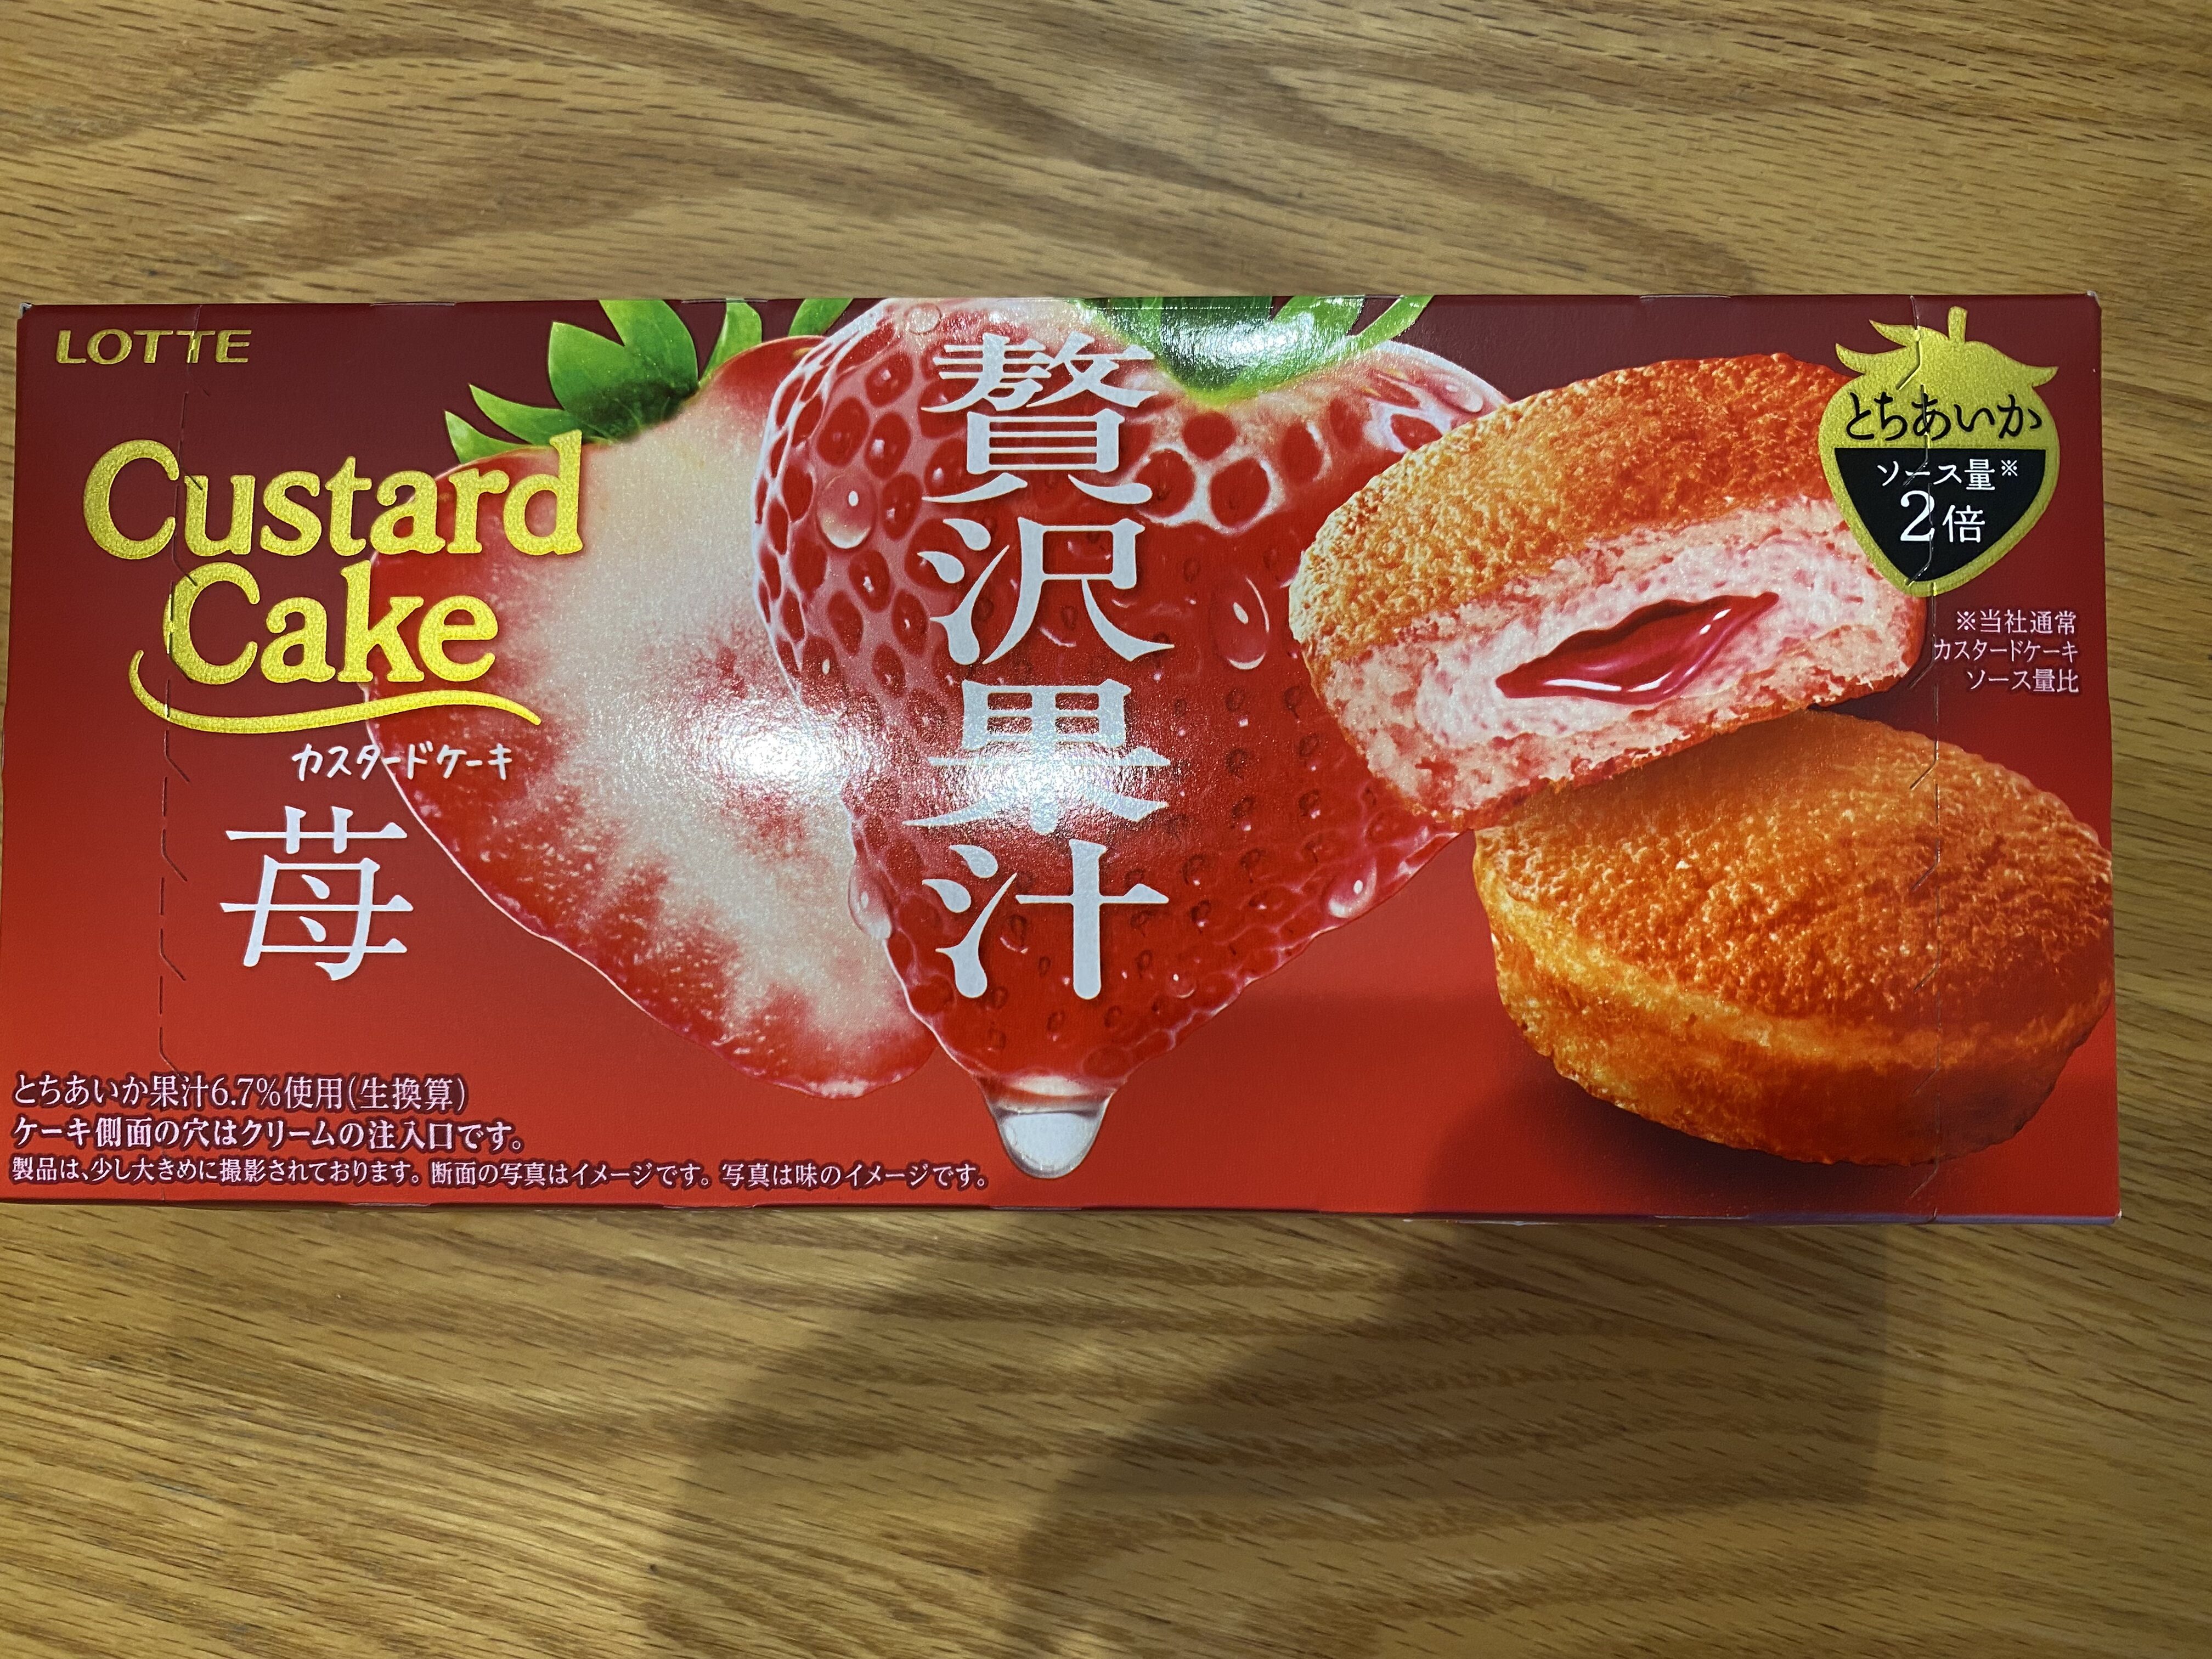 LOTTE
Custard
Cake
カスタードケーキ
苺
贅沢果汁
とちあいか
ソース量※
2倍
※当社通常
カスタードケーキ
ソース量比
とちあいか果汁6.7%使用(生換算)
ケーキ側面の穴はクリームの注入口です。
製品は、少し大きめに撮影されております。断面の写真はイメージです。写真は味のイメージです。